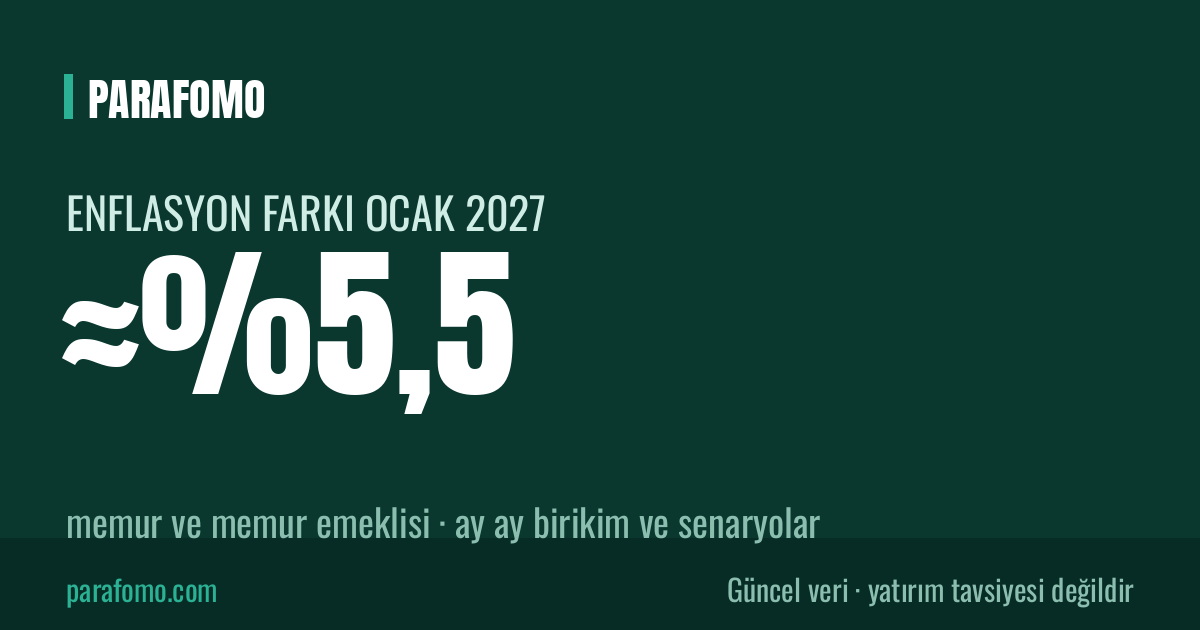 PARAFOMO
ENFLASYON FARKI OCAK 2027
≈%5,5
memur ve memur emeklisi · ay ay birikim ve senaryolar
parafomo.com
Güncel veri · yatırım tavsiyesi değildir